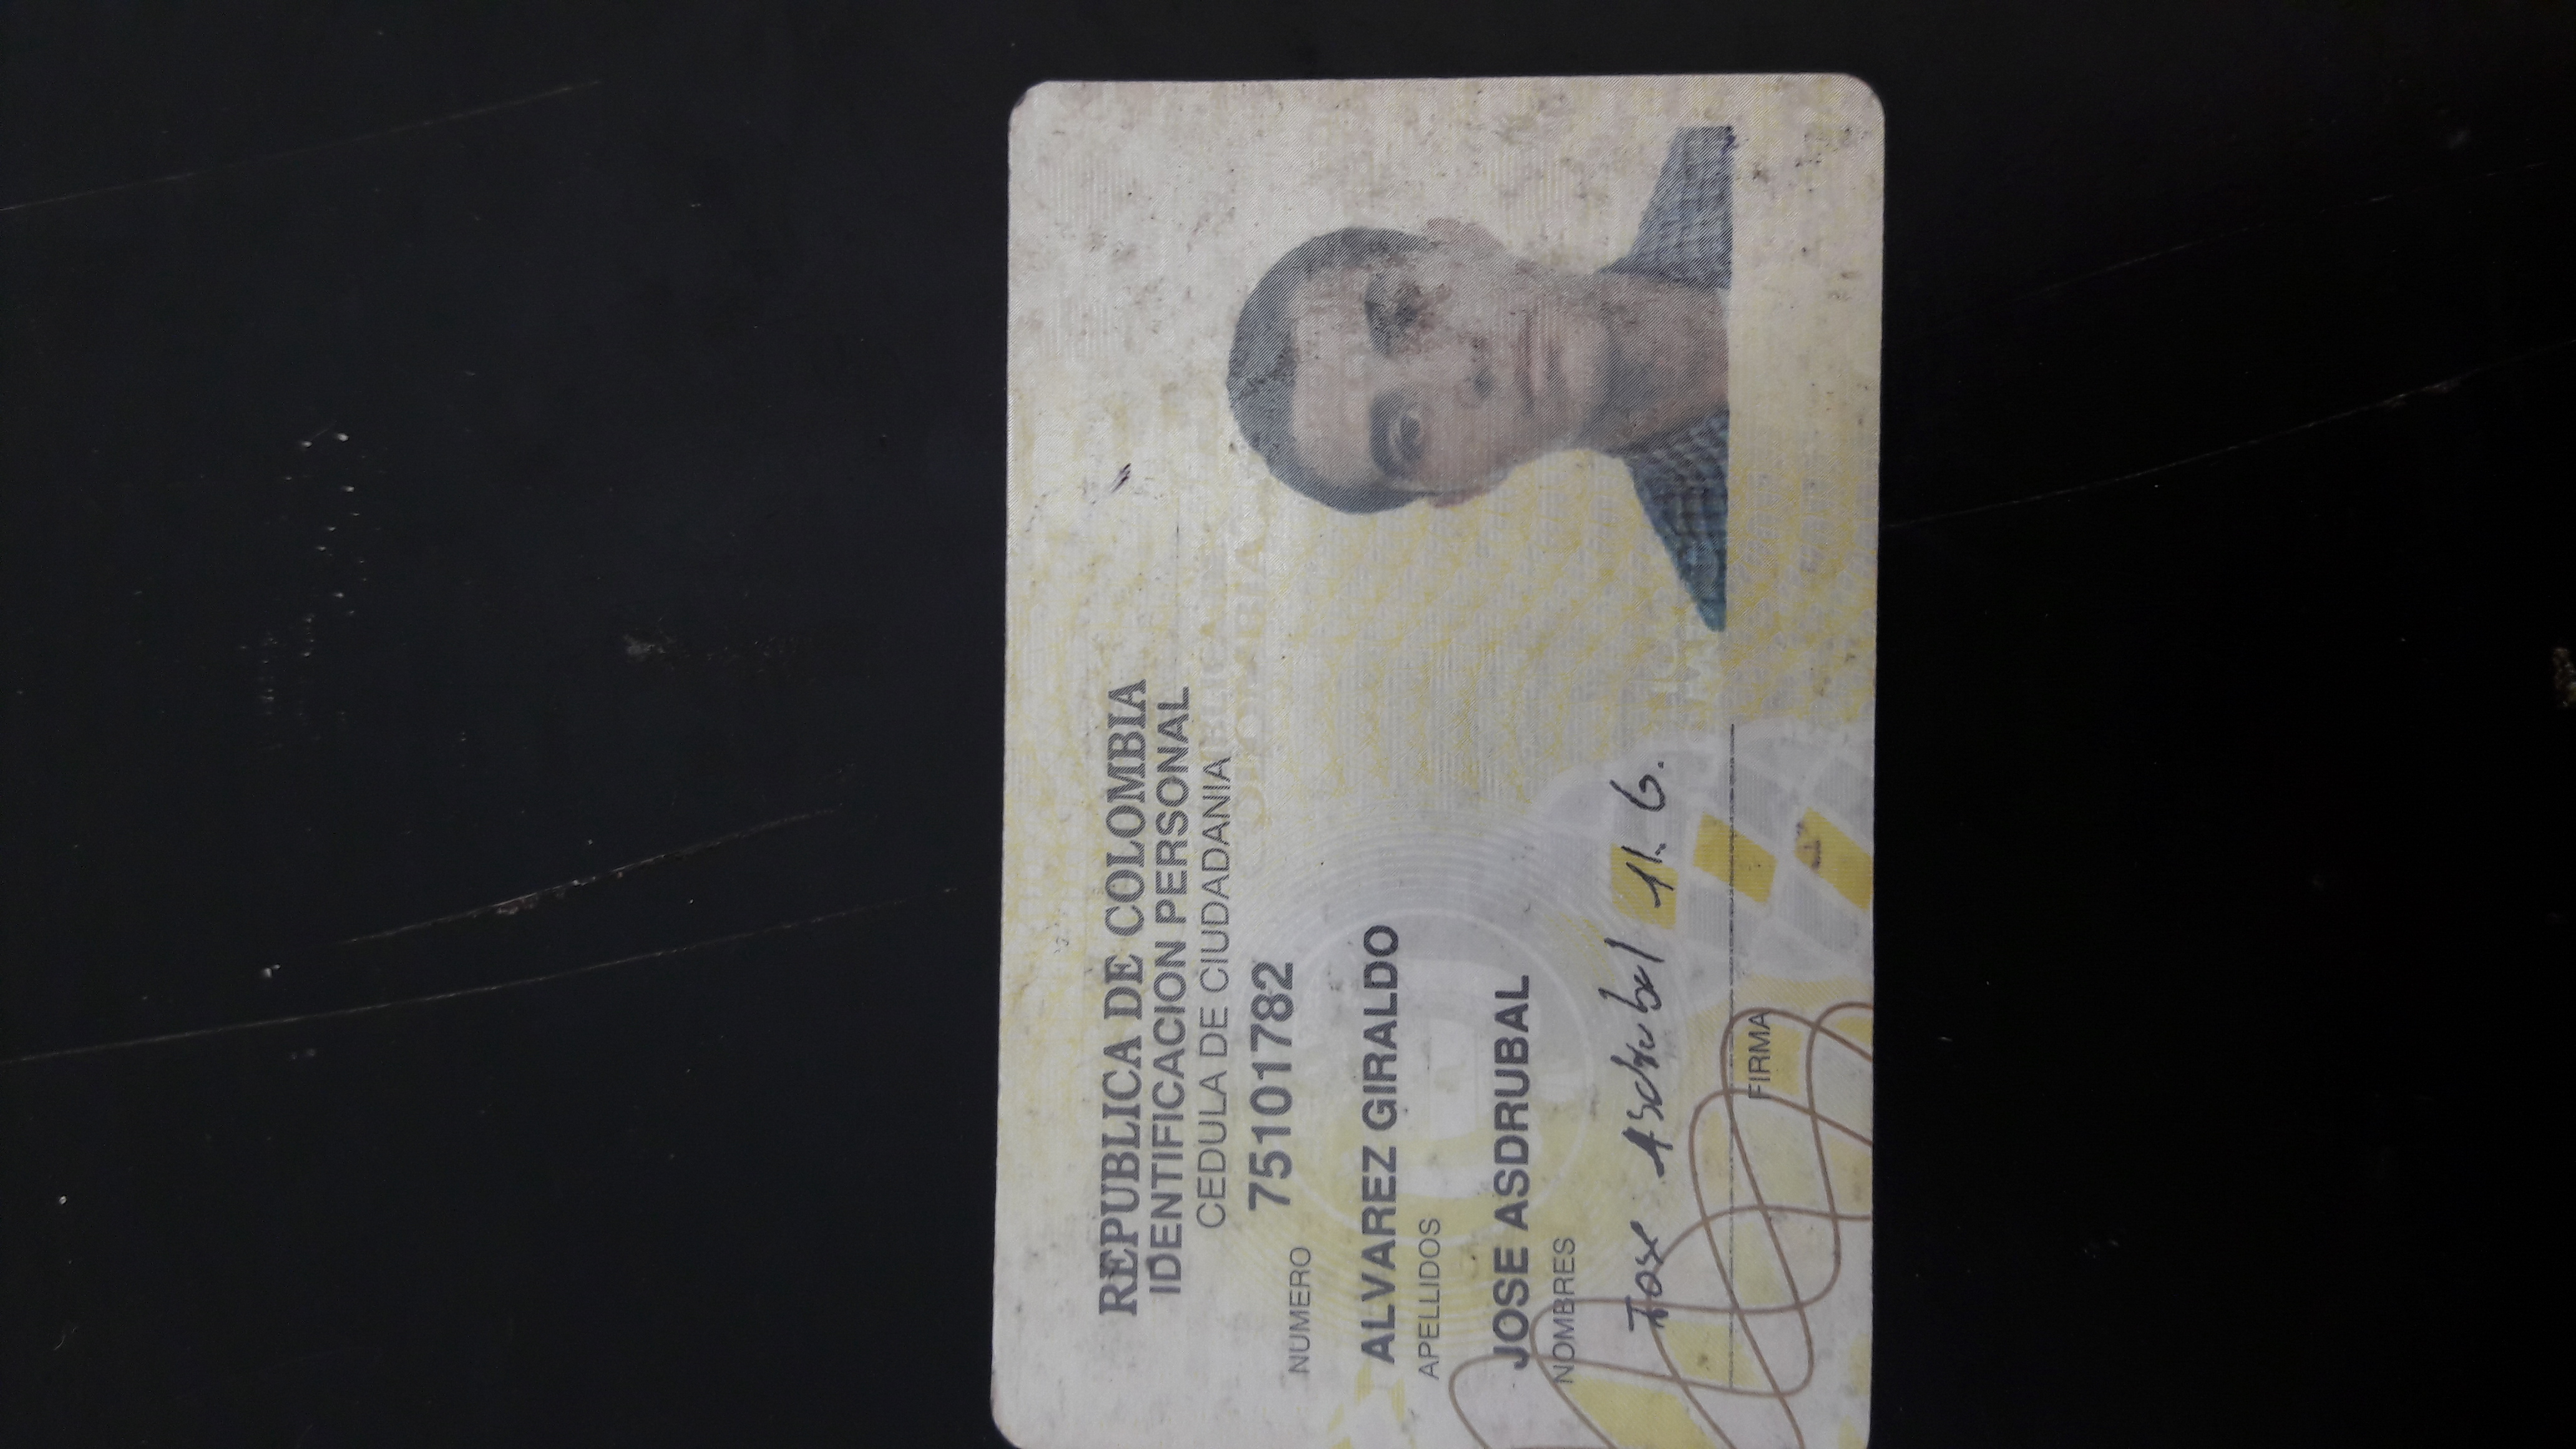 REPUBLICA DE COLOMBIA
IDENTIFICACION PERSONAL
CEDULA DE CIUDADANIA
NUMERO 75101782
ALVAREZ GIRALDO
APELLIDOS
JOSE ASDRUBAL
NOMBRES
Jose Asdrubal A. G.
FIRMA